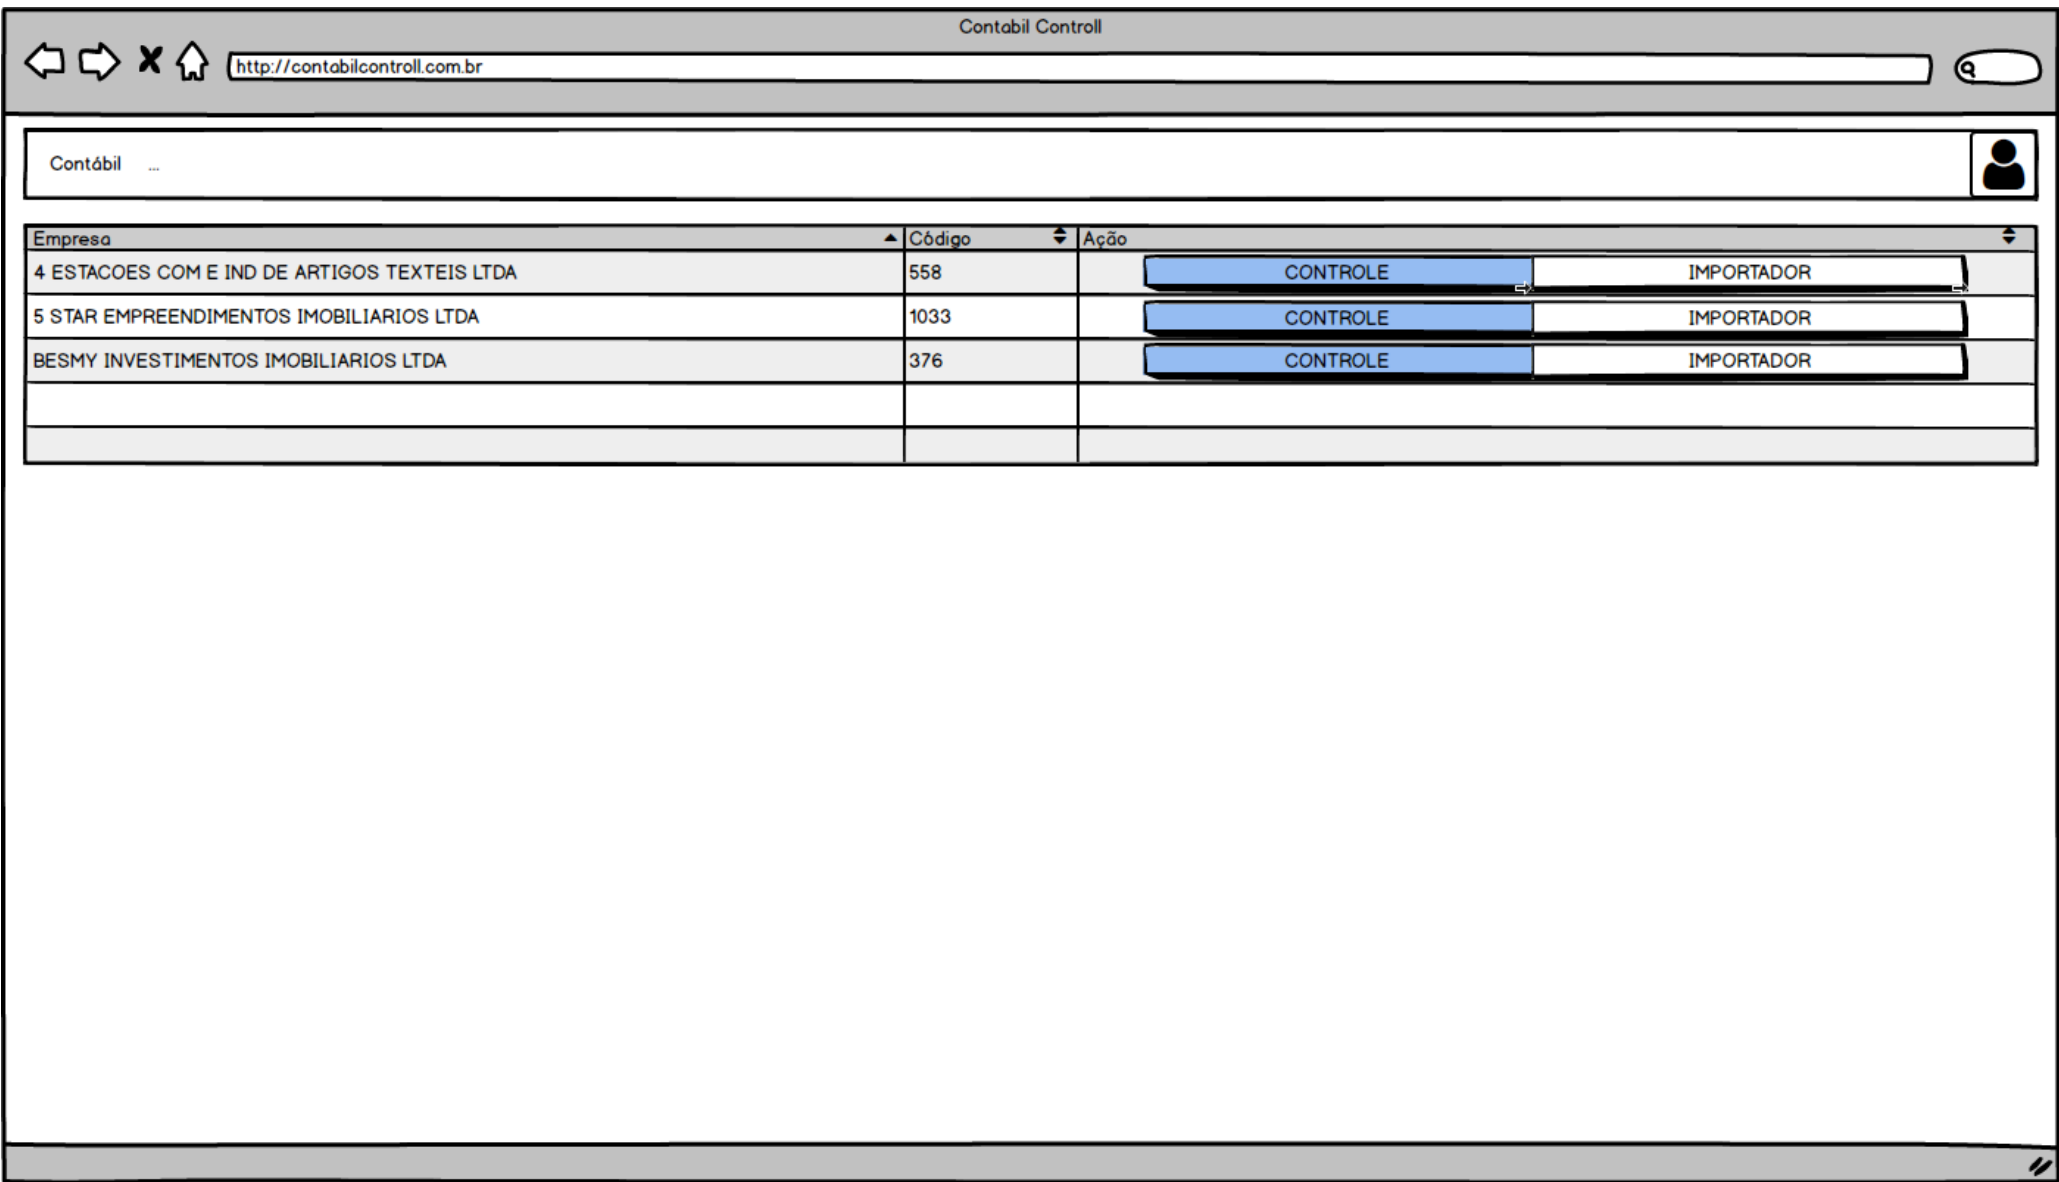 Contabil Controll
http://contabilcontroll.com.br
Contábil ...
Empresa Código Ação
4 ESTACOES COM E IND DE ARTIGOS TEXTEIS LTDA 558 CONTROLE IMPORTADOR
5 STAR EMPREENDIMENTOS IMOBILIARIOS LTDA 1033 CONTROLE IMPORTADOR
BESMY INVESTIMENTOS IMOBILIARIOS LTDA 376 CONTROLE IMPORTADOR